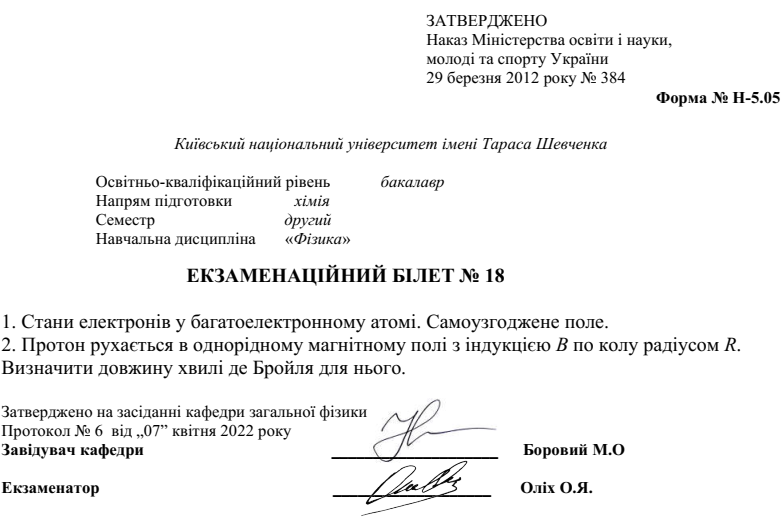 ЗАТВЕРДЖЕНО
Наказ Міністерства освіти і науки,
молоді та спорту України
29 березня 2012 року № 384
Форма № Н-5.05
Київський національний університет імені Тараса Шевченка
Освітньо-кваліфікаційний рівень бакалавр
Напрям підготовки хімія
Семестр другий
Навчальна дисципліна «Фізика»
ЕКЗАМЕНАЦІЙНИЙ БІЛЕТ № 18
1. Стани електронів у багатоелектронному атомі. Самоузгоджене поле.
2. Протон рухається в однорідному магнітному полі з індукцією B по колу радіусом R.
Визначити довжину хвилі де Бройля для нього.
Затверджено на засіданні кафедри загальної фізики
Протокол № 6 від „07” квітня 2022 року
Завідувач кафедри Боровий М.О
Екзаменатор Оліх О.Я.